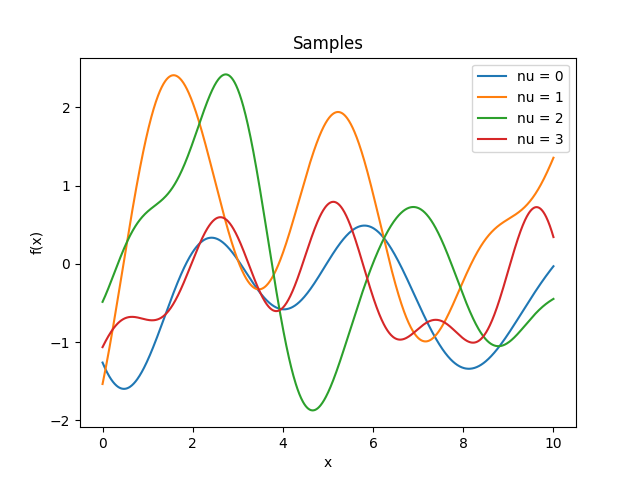 Samples
nu = 0
nu = 1
nu = 2
nu = 3
f(x)
2
1
0
−1
−2
0 2 4 6 8 10
x